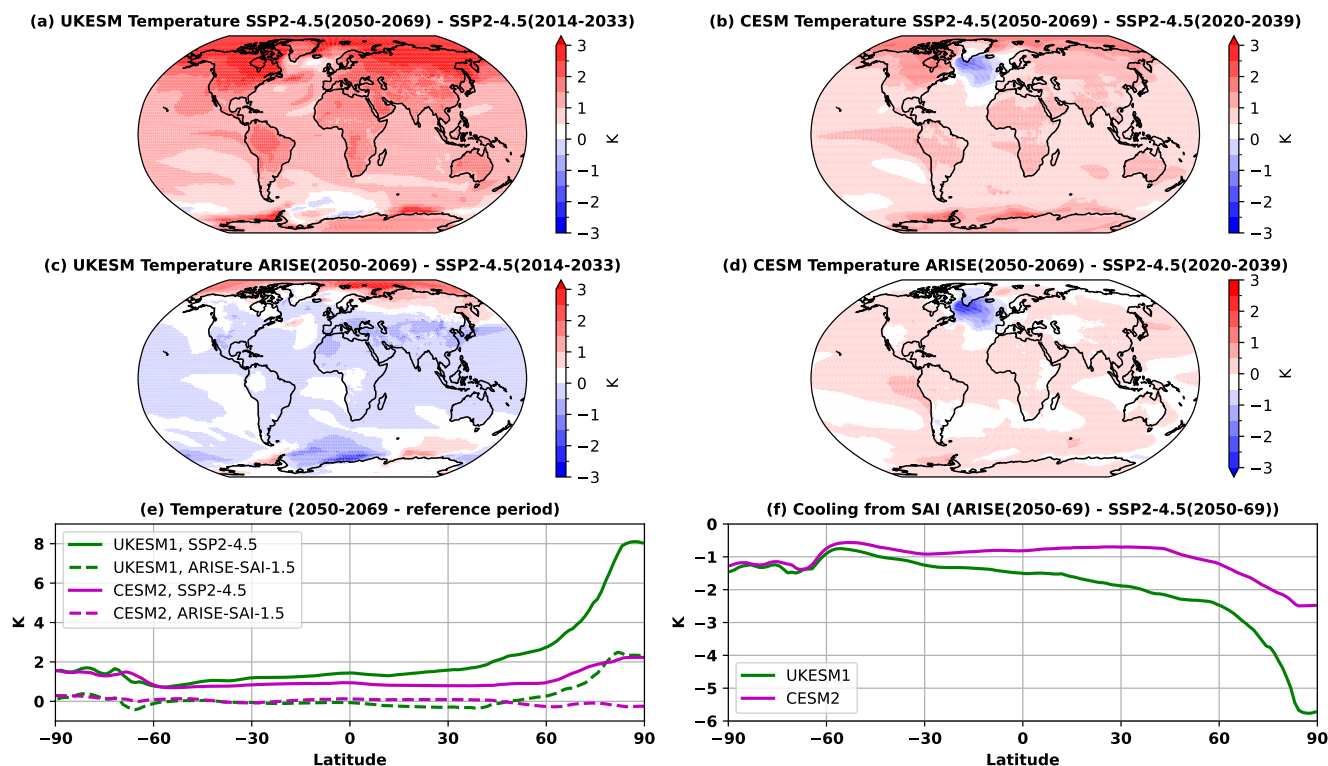 (a) UKESM Temperature SSP2-4.5(2050-2069) - SSP2-4.5(2014-2033)
3
2
1
0
−1
−2
−3
K
(b) CESM Temperature SSP2-4.5(2050-2069) - SSP2-4.5(2020-2039)
3
2
1
0
−1
−2
−3
K
(c) UKESM Temperature ARISE(2050-2069) - SSP2-4.5(2014-2033)
3
2
1
0
−1
−2
−3
K
(d) CESM Temperature ARISE(2050-2069) - SSP2-4.5(2020-2039)
3
2
1
0
−1
−2
−3
K
(e) Temperature (2050-2069 - reference period)
K
8
6
4
2
0
UKESM1, SSP2-4.5
UKESM1, ARISE-SAI-1.5
CESM2, SSP2-4.5
CESM2, ARISE-SAI-1.5
−90 −60 −30 0 30 60 90
Latitude
(f) Cooling from SAI (ARISE(2050-69) - SSP2-4.5(2050-69))
K
0
−1
−2
−3
−4
−5
−6
UKESM1
CESM2
−90 −60 −30 0 30 60 90
Latitude